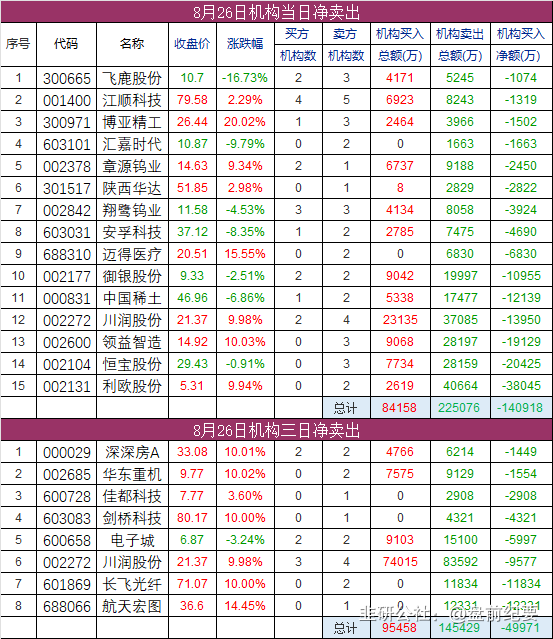 8月26日机构当日净卖出
序号 代码 名称 收盘价 涨跌幅 买方 卖方 机构买入 机构卖出 机构买入
机构数 机构数 总额(万) 总额(万) 净额(万)
1 300665 飞鹿股份 10.7 -16.73% 2 3 4171 5245 -1074
2 001400 江顺科技 79.58 2.29% 4 5 6923 8243 -1319
3 300971 博亚精工 26.44 20.02% 1 3 2464 3966 -1502
4 603101 汇嘉时代 10.87 -9.79% 0 2 0 1663 -1663
5 002378 章源钨业 14.63 9.34% 2 1 6737 9188 -2450
6 301517 陕西华达 51.85 2.98% 0 1 8 2829 -2822
7 002842 翔鹭钨业 11.58 -4.53% 3 3 4134 8058 -3924
8 603031 安孚科技 37.12 -8.35% 1 2 2785 7475 -4690
9 688310 迈得医疗 20.51 15.55% 0 2 0 6830 -6830
10 002177 御银股份 9.33 -2.51% 2 2 9042 19997 -10955
11 000831 中国稀土 46.96 -6.86% 1 2 5338 17477 -12139
12 002272 川润股份 21.37 9.98% 2 4 23135 37085 -13950
13 002600 领益智造 14.92 10.03% 0 3 9068 28197 -19129
14 002104 恒宝股份 29.43 -0.91% 0 3 7734 28159 -20425
15 002131 利欧股份 5.31 9.94% 0 2 2619 40664 -38045
总计 84158 225076 -140918
8月26日机构三日净卖出
1 000029 深深房A 33.08 10.01% 2 2 4766 6214 -1449
2 002685 华东重机 9.77 10.02% 0 2 7575 9129 -1554
3 600728 佳都科技 7.77 3.60% 0 1 0 2908 -2908
4 603083 剑桥科技 80.17 10.00% 0 1 0 4321 -4321
5 600658 电子城 6.87 -3.24% 2 2 9103 15100 -5997
6 002272 川润股份 21.37 9.98% 3 4 74015 83592 -9577
7 601869 长飞光纤 71.07 10.00% 0 2 0 11834 -11834
8 688066 航天宏图 36.6 14.45% 0 1 0 12331 -12331
总计 95458 145429 -49971
韭研公社:@盘前纪要